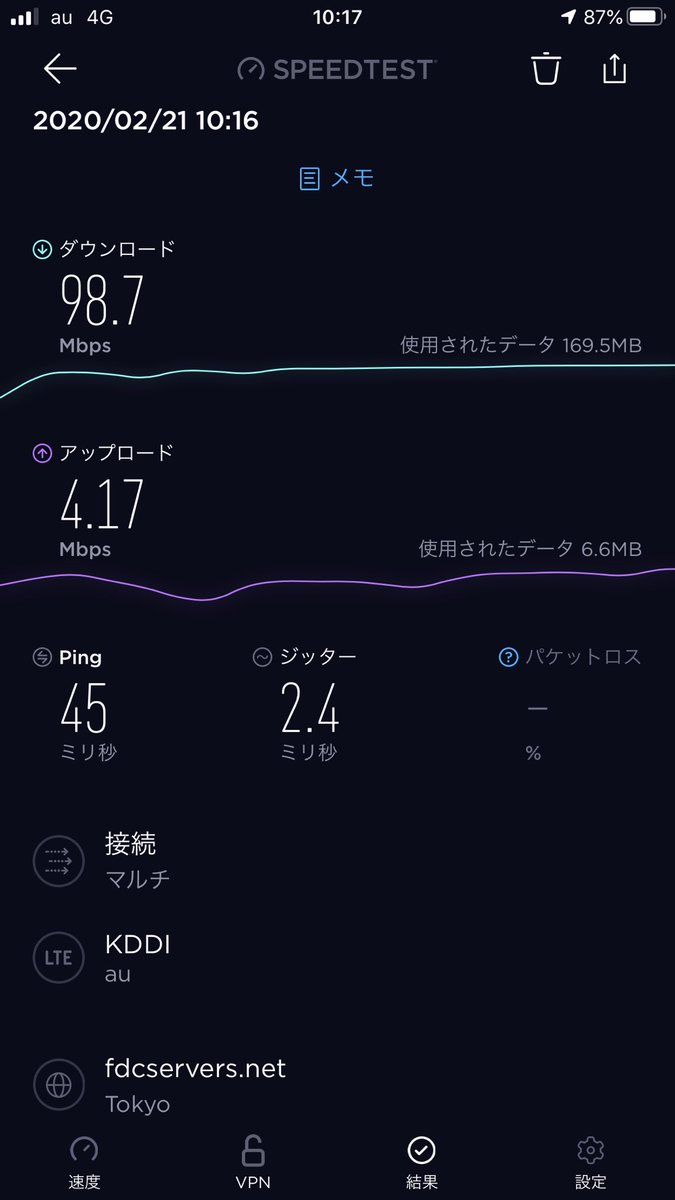 au 4G 10:17 87%
SPEEDTEST
2020/02/21 10:16
メモ
ダウンロード
98.7
Mbps
使用されたデータ 169.5MB
アップロード
4.17
Mbps
使用されたデータ 6.6MB
Ping ジッター ? パケットロス
45 2.4 —
ミリ秒 ミリ秒 %
接続
マルチ
LTE KDDI
au
fdcservers.net
Tokyo
速度 VPN 結果 設定